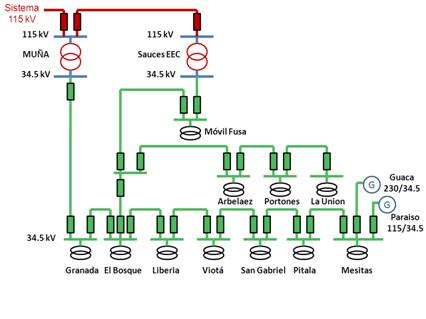 Sistema
115 kV
115 kV
115 kV
MUÑA
Sauces EEC
34.5 kV
34.5 kV
Móvil Fusa
Guaca
230/34.5
Arbelaez
Portones
La Union
Paraiso
115/34.5
34.5 kV
Granada
El Bosque
Liberia
Viotá
San Gabriel
Pitala
Mesitas
G
G